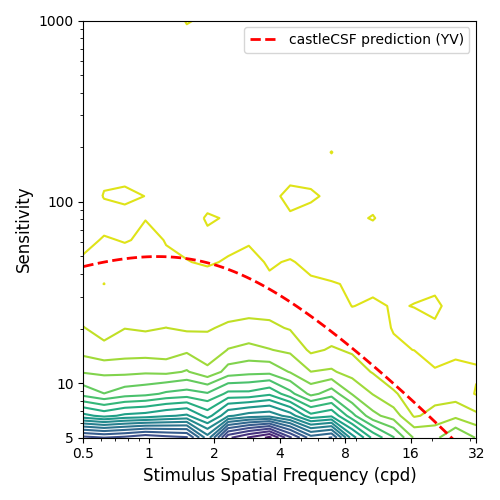 1000
castleCSF prediction (YV)
100
Sensitivity
10
5
0.5 1 2 4 8 16 32
Stimulus Spatial Frequency (cpd)